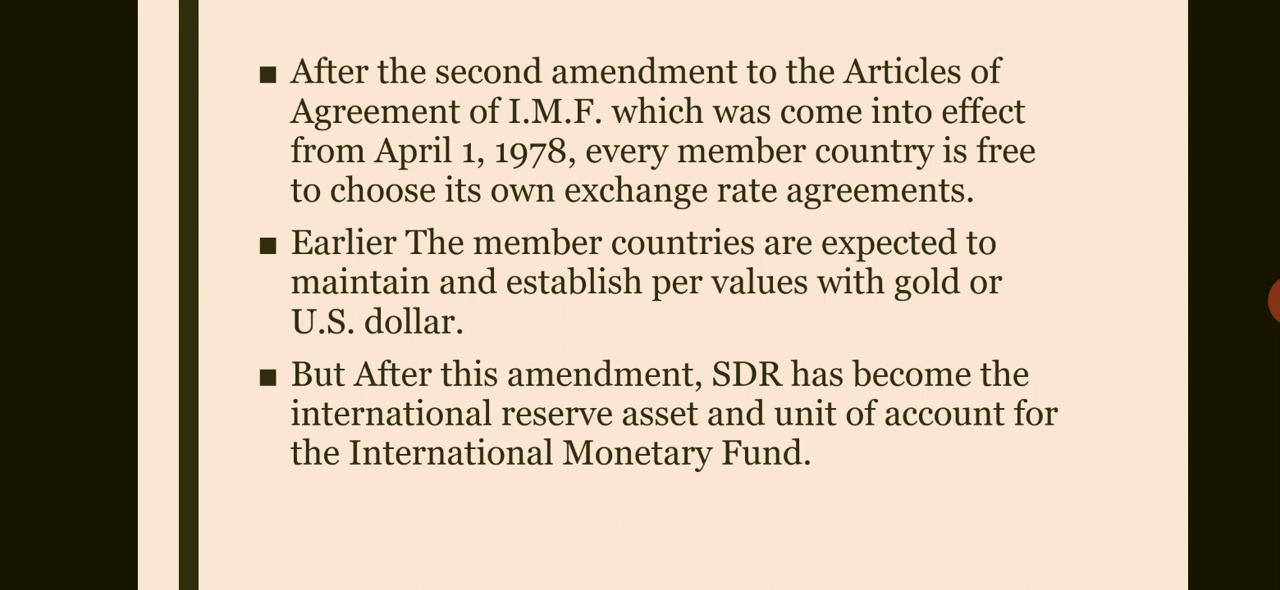 ■ After the second amendment to the Articles of
Agreement of I.M.F. which was come into effect
from April 1, 1978, every member country is free
to choose its own exchange rate agreements.
■ Earlier The member countries are expected to
maintain and establish per values with gold or
U.S. dollar.
■ But After this amendment, SDR has become the
international reserve asset and unit of account for
the International Monetary Fund.